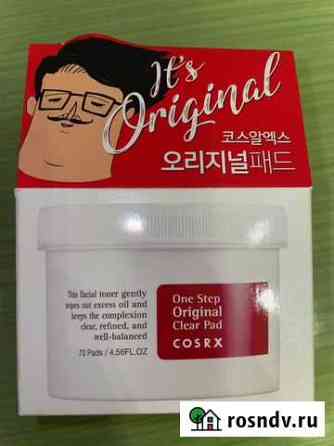 It's
Original
코스알엑스
오리지널패드
This facial toner gently
wipes out excess oil and
keeps the complexion
clear, refined, and
well-balanced
70 Pads / 4.56FL.OZ
One Step
Original
Clear Pad
COSRX
rosndv.ru